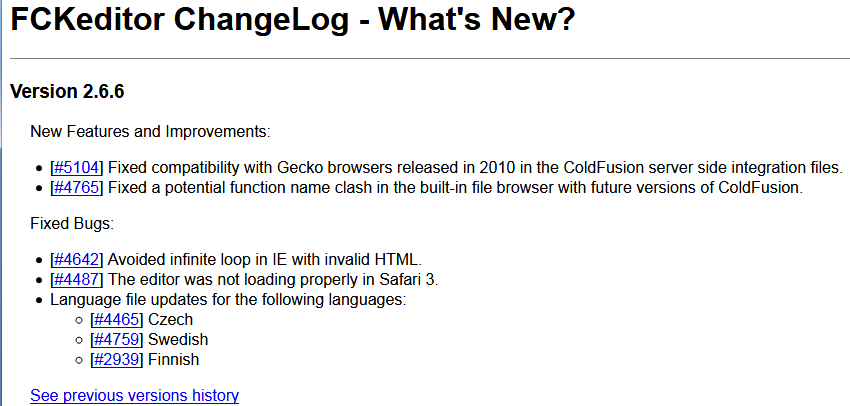 FCKeditor ChangeLog - What's New?
Version 2.6.6
New Features and Improvements:
[#5104] Fixed compatibility with Gecko browsers released in 2010 in the ColdFusion server side integration files.
[#4765] Fixed a potential function name clash in the built-in file browser with future versions of ColdFusion.
Fixed Bugs:
[#4642] Avoided infinite loop in IE with invalid HTML.
[#4487] The editor was not loading properly in Safari 3.
Language file updates for the following languages:
[#4465] Czech
[#4759] Swedish
[#2939] Finnish
See previous versions history